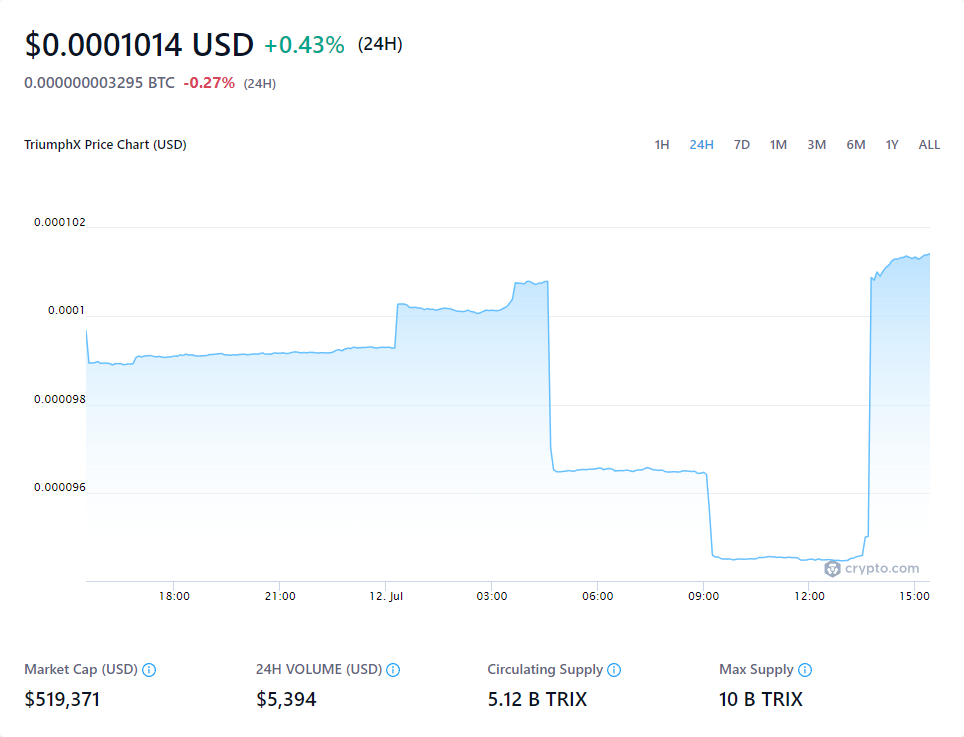 $0.0001014 USD +0.43% (24H)
0.000000003295 BTC -0.27% (24H)
TriumphX Price Chart (USD) 1H 24H 7D 1M 3M 6M 1Y ALL
0.000102
0.0001
0.000098
0.000096
crypto.com
18:00 21:00 12. Jul 03:00 06:00 09:00 12:00 15:00
Market Cap (USD) 24H VOLUME (USD) Circulating Supply Max Supply
$519,371 $5,394 5.12 B TRIX 10 B TRIX